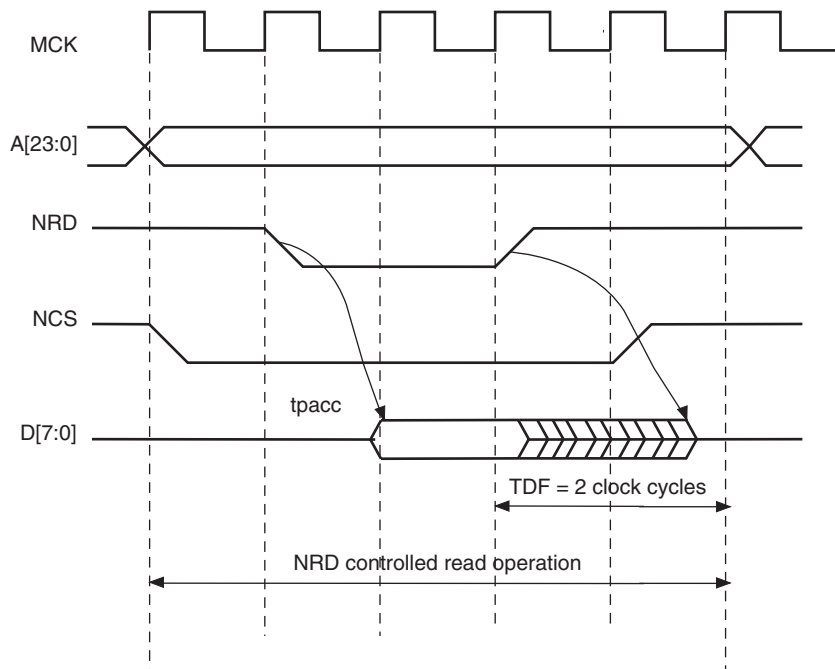 MCK
A[23:0]
NRD
NCS
tpacc
D[7:0]
TDF = 2 clock cycles
NRD controlled read operation